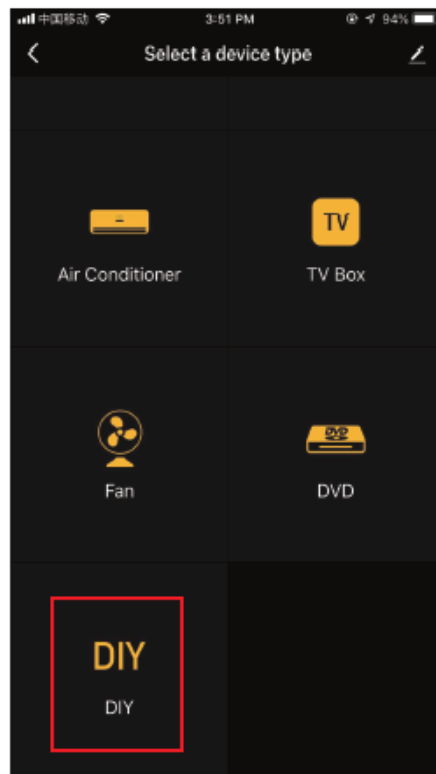 中国移动 3:51 PM 94%
Select a device type
TV
Air Conditioner TV Box
Fan DVD
DIY
DIY